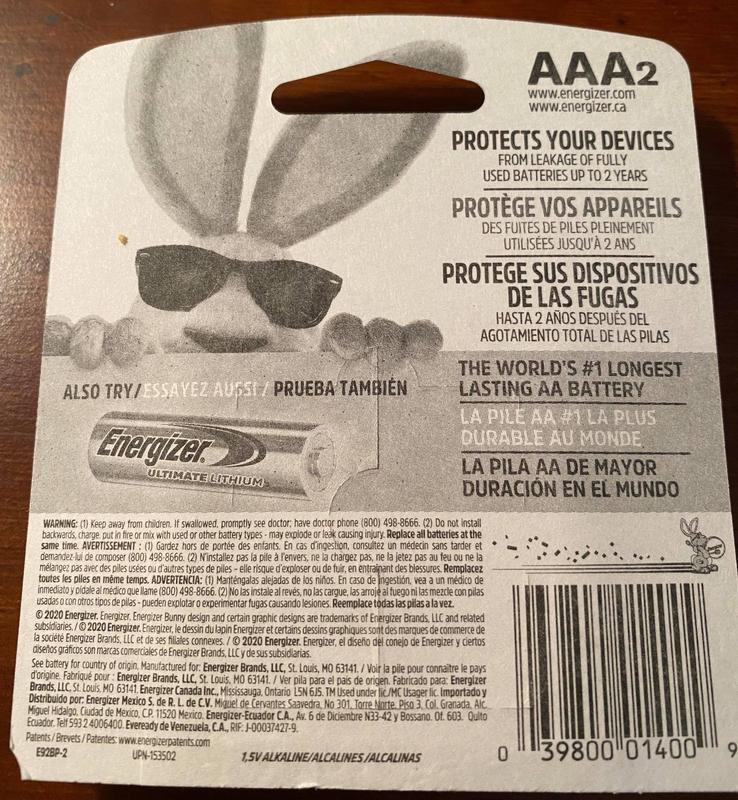 AAA2
www.energizer.com
www.energizer.ca
PROTECTS YOUR DEVICES
FROM LEAKAGE OF FULLY
USED BATTERIES UP TO 2 YEARS
PROTÈGE VOS APPAREILS
DES FUITES DE PILES PLEINEMENT
UTILISÉES JUSQU'À 2 ANS
PROTEGE SUS DISPOSITIVOS
DE LAS FUGAS
HASTA 2 AÑOS DESPUÉS DEL
AGOTAMIENTO TOTAL DE LAS PILAS
ALSO TRY/ESSAYEZ AUSSI / PRUEBA TAMBIÉN
Energizer
ULTIMATE LITHIUM
THE WORLD'S #1 LONGEST
LASTING AA BATTERY
LA PILE AA #1 LA PLUS
DURABLE AU MONDE
LA PILA AA DE MAYOR
DURACIÓN EN EL MUNDO
WARNING: (1) Keep away from children. If swallowed, promptly see doctor; have doctor phone (800) 498-8666. (2) Do not install
backwards, charge, put in fire or mix with used or other battery types - may explode or leak causing injury. Replace all batteries at the
same time. AVERTISSEMENT : (1) Gardez hors de portée des enfants. En cas d'ingestion, consultez un médecin sans tarder et
demandez-lui de composer (800) 498-8666. (2) N'installez pas la pile à l'envers, ne la chargez pas, ne la jetez pas au feu ou ne la
mélangez pas avec des piles usées ou d'autres types de piles - elle risque d'exploser ou de fuir, en entraînant des blessures. Remplacez
toutes les piles en même temps. ADVERTENCIA: (1) Manténgalas alejadas de los niños. En caso de ingestión, vea a un médico de
inmediato y pídale al médico que llame (800) 498-8666. (2) No las instale al revés, no las cargue, las arroje al fuego ni las mezcle con pilas
usadas o con otros tipos de pilas - pueden explotar o experimentar fugas causando lesiones. Reemplace todas las pilas a la vez.
© 2020 Energizer. Energizer, Energizer Bunny design and certain graphic designs are trademarks of Energizer Brands, LLC and related
subsidiaries. / © 2020 Energizer. Energizer, le dessin du lapin Energizer et certains dessins graphiques sont des marques de commerce de
la société Energizer Brands, LLC et de ses filiales connexes. / © 2020 Energizer. Energizer, el diseño del conejo de Energizer y ciertos
diseños gráficos son marcas comerciales de Energizer Brands, LLC y de sus subsidiarias.
See battery for country of origin. Manufactured for: Energizer Brands, LLC, St. Louis, MO 63141. / Voir la pile pour connaître le pays
d'origine. Fabriqué pour : Energizer Brands, LLC, St. Louis, MO 63141. / Ver pila para el país de origen. Fabricado para: Energizer
Brands, LLC, St. Louis, MO 63141. Energizer Canada Inc., Mississauga, Ontario L5N 6J5. TM Used under lic./MC Usager lic. Importado y
Distribuido por: Energizer Mexico S. de R. L. de C.V. Miguel de Cervantes Saavedra, No 301, Torre Norte, Piso 3, Col. Granada, Alc.
Miguel Hidalgo, Ciudad de Mexico, C.P. 11520 Mexico. Energizer-Ecuador C.A., Av. 6 de Diciembre N33-42 y Bossano. Of. 603. Quito
Ecuador. Telf 593 2 4006400. Eveready de Venezuela, C.A., RIF: J-00037427-9.
Patents / Brevets / Patentes: www.energizerpatents.com
E92BP-2 UPN-153502 1,5V ALKALINE/ALCALINES/ALCALINAS
0 39800 01400 9